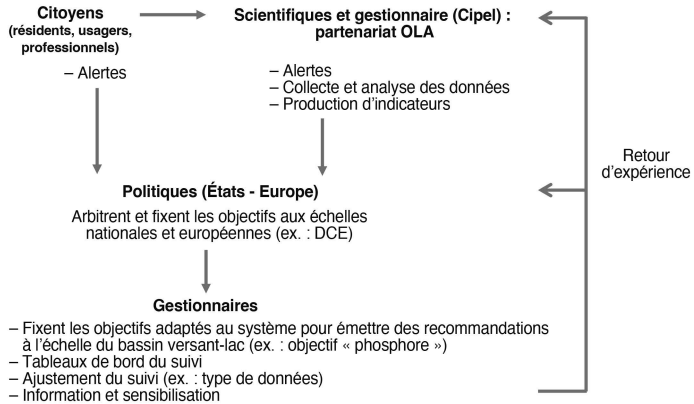 Citoyens
(résidents, usagers,
professionnels)
– Alertes
Scientifiques et gestionnaire (Cipel) :
partenariat OLA
– Alertes
– Collecte et analyse des données
– Production d’indicateurs
Retour
d’expérience
Politiques (États - Europe)
Arbitrent et fixent les objectifs aux échelles
nationales et européennes (ex. : DCE)
Gestionnaires
– Fixent les objectifs adaptés au système pour émettre des recommandations
à l’échelle du bassin versant-lac (ex. : objectif « phosphore »)
– Tableaux de bord du suivi
– Ajustement du suivi (ex. : type de données)
– Information et sensibilisation